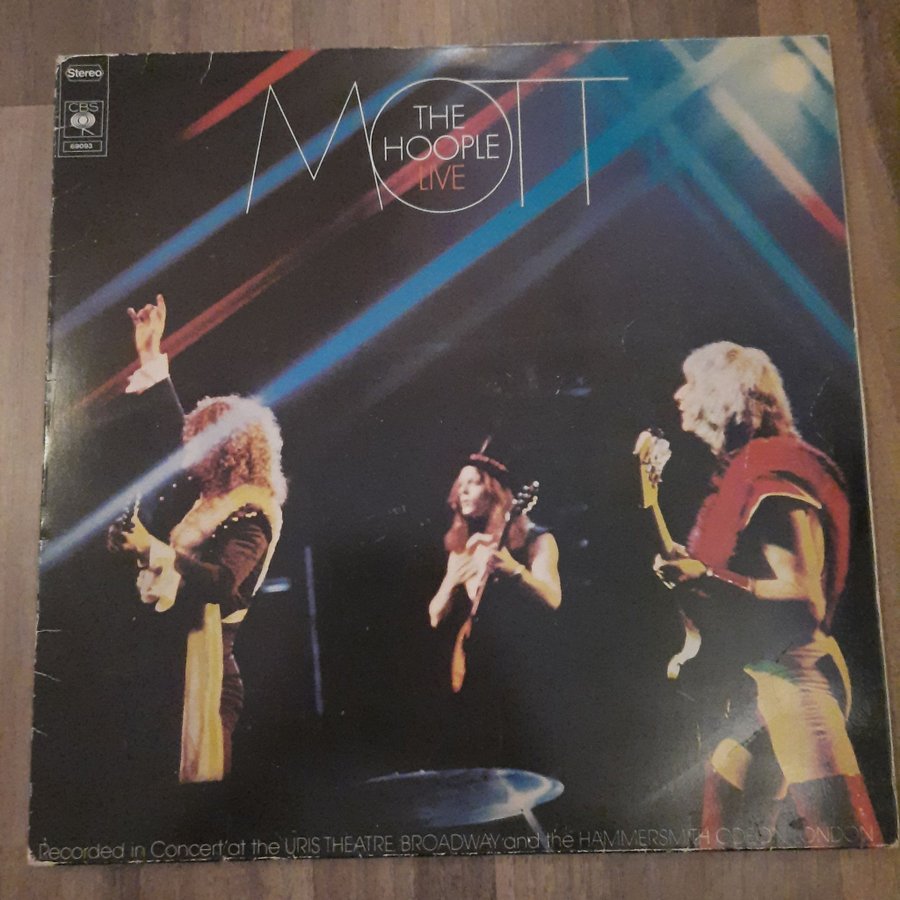 Stereo
CBS
69093
MOTT
THE
HOOPLE
LIVE
Recorded in Concert at the URIS THEATRE, BROADWAY and the HAMMERSMITH ODEON, LONDON